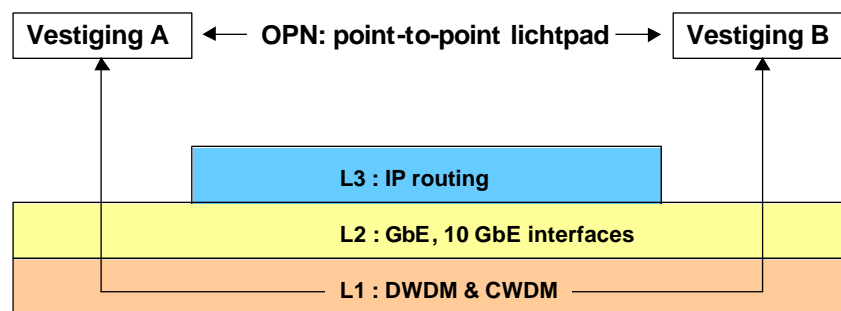 Vestiging A
OPN: point-to-point lichtpad
Vestiging B
L3 : IP routing
L2 : GbE, 10 GbE interfaces
L1 : DWDM & CWDM